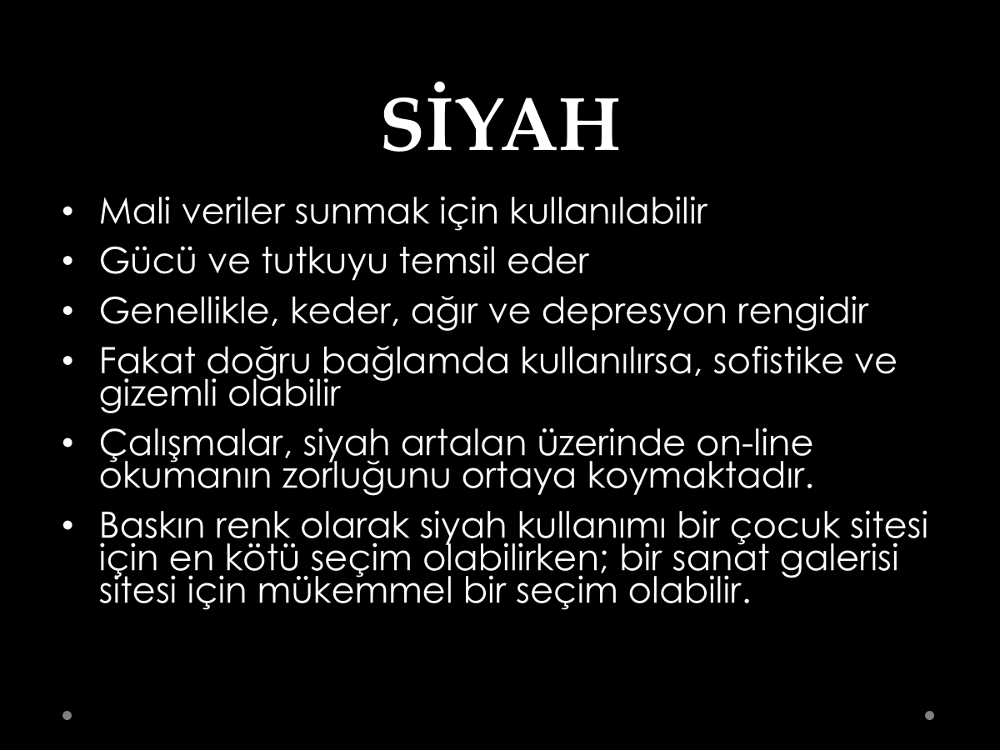 SİYAH
• Mali veriler sunmak için kullanılabilir
• Gücü ve tutkuyu temsil eder
• Genellikle, keder, ağır ve depresyon rengidir
• Fakat doğru bağlamda kullanılırsa, sofistike ve
gizemli olabilir
• Çalışmalar, siyah artalan üzerinde on-line
okumanın zorluğunu ortaya koymaktadır.
• Baskın renk olarak siyah kullanımı bir çocuk sitesi
için en kötü seçim olabilirken; bir sanat galerisi
sitesi için mükemmel bir seçim olabilir.